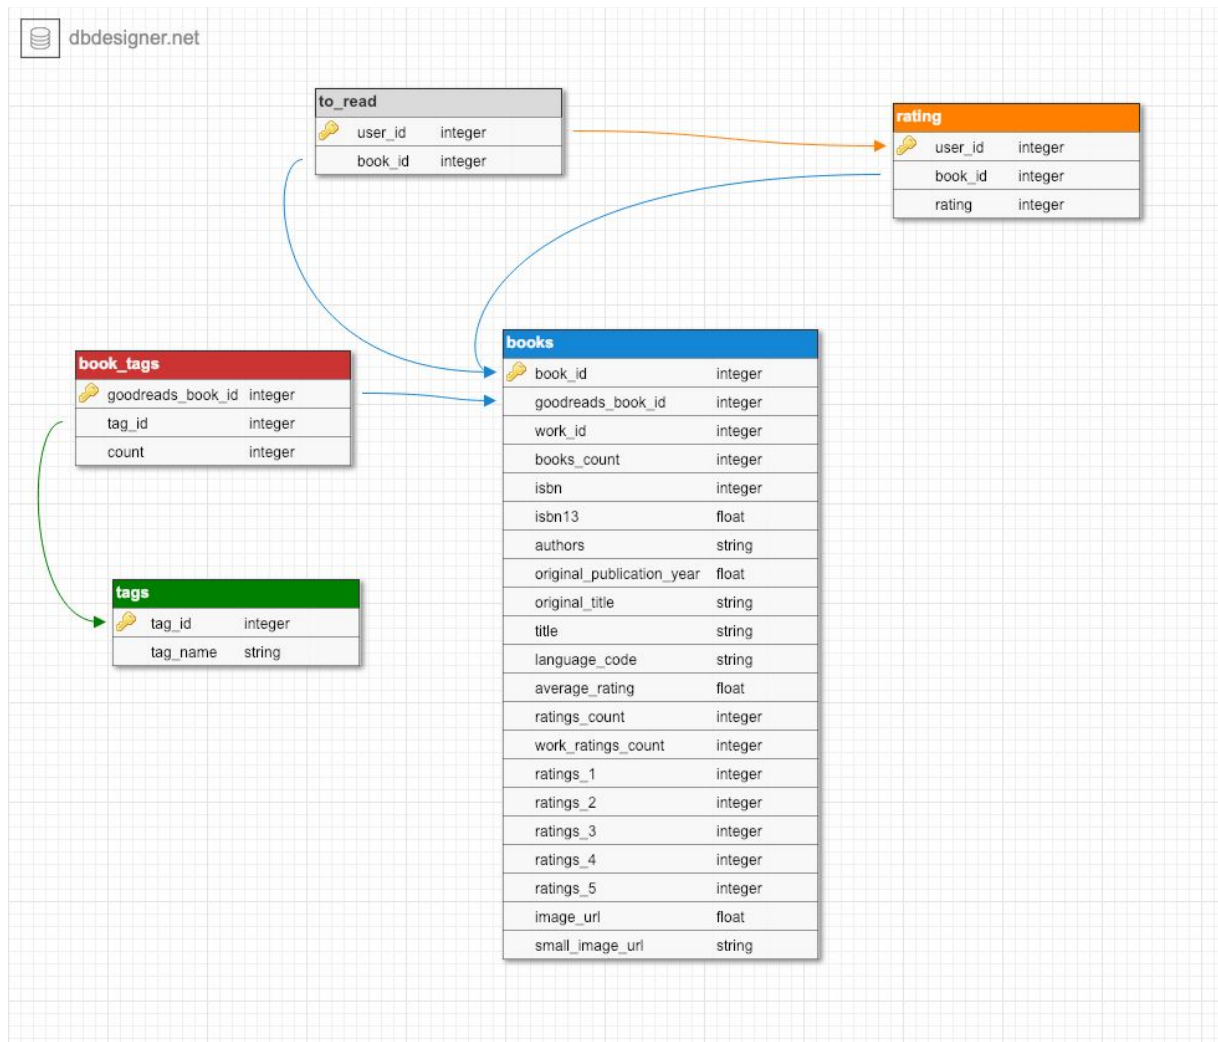 dbdesigner.net
to_read
user_id integer
book_id integer
rating
user_id integer
book_id integer
rating integer
book_tags
goodreads_book_id integer
tag_id integer
count integer
tags
tag_id integer
tag_name string
books
book_id integer
goodreads_book_id integer
work_id integer
books_count integer
isbn integer
isbn13 float
authors string
original_publication_year float
original_title string
title string
language_code string
average_rating float
ratings_count integer
work_ratings_count integer
ratings_1 integer
ratings_2 integer
ratings_3 integer
ratings_4 integer
ratings_5 integer
image_url float
small_image_url string